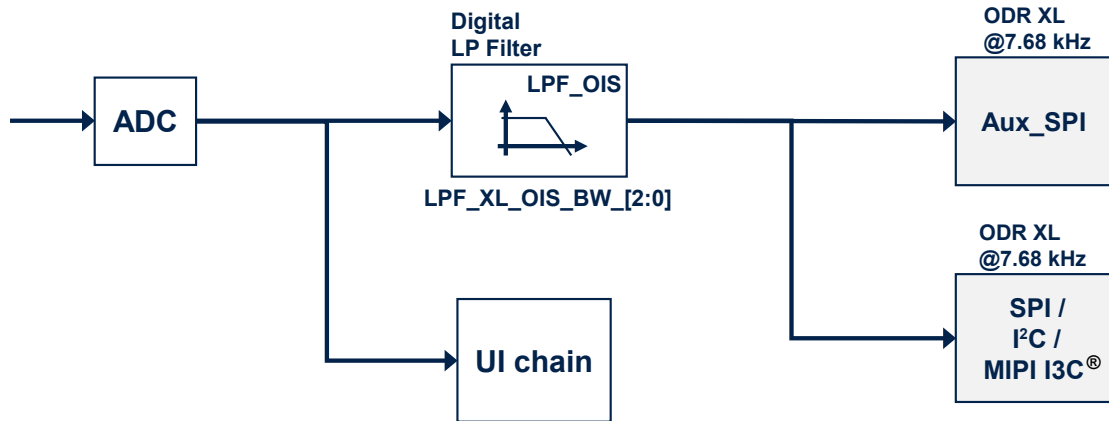 Digital
LP Filter
LPF_OIS
LPF_XL_OIS_BW_[2:0]
ADC
UI chain
ODR XL
@7.68 kHz
Aux_SPI
ODR XL
@7.68 kHz
SPI /
I²C /
MIPI I3C®